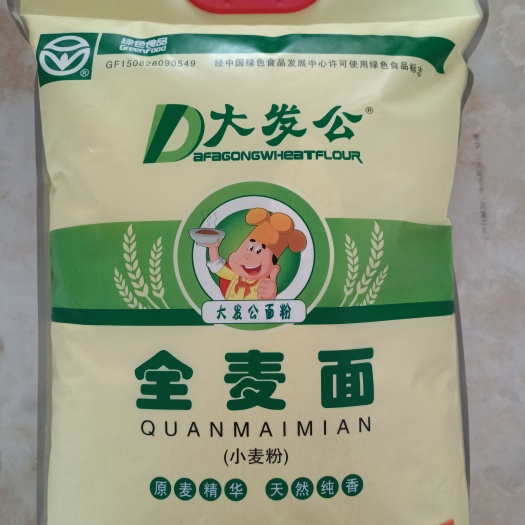 绿色食品
GreenFood
GF150826090549 经中国绿色食品发展中心许可使用绿色食品标志
大发公®
DAFAGONGWHEATFLOUR
大发公面粉
全麦面
QUANMAIMIAN
(小麦粉)
原麦精华 天然纯香